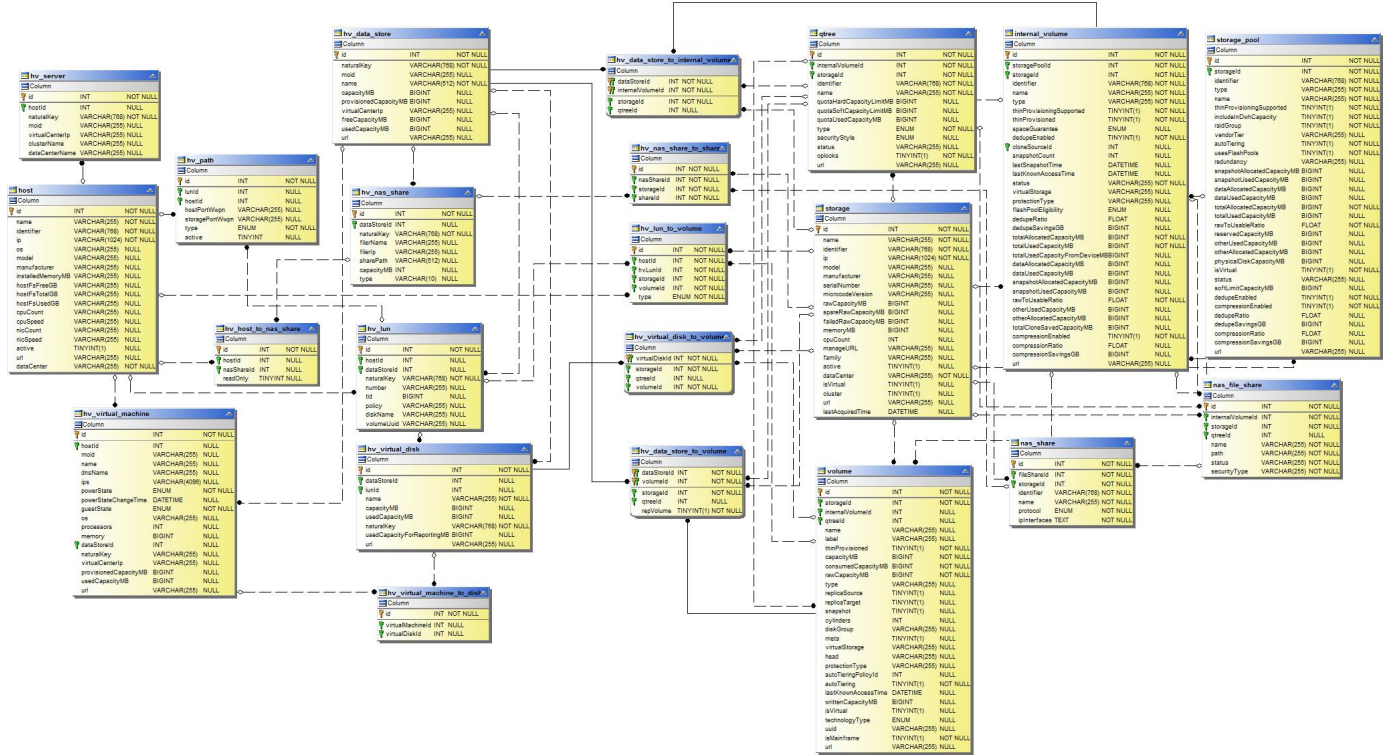 hv_server
Column
id INT NOT NULL
hostId INT NULL
naturalKey VARCHAR(768) NOT NULL
moid VARCHAR(255) NULL
virtualCenterIp VARCHAR(255) NULL
clusterName VARCHAR(255) NULL
dataCenterName VARCHAR(255) NULL
host
Column
id INT NOT NULL
name VARCHAR(255) NOT NULL
identifier VARCHAR(768) NOT NULL
ip VARCHAR(1024) NOT NULL
os VARCHAR(255) NULL
model VARCHAR(255) NULL
manufacturer VARCHAR(255) NULL
installedMemoryMB VARCHAR(255) NULL
hostFsFreeGB VARCHAR(255) NULL
hostFsTotalGB VARCHAR(255) NULL
hostFsUsedGB VARCHAR(255) NULL
cpuCount VARCHAR(255) NULL
cpuSpeed VARCHAR(255) NULL
nicCount VARCHAR(255) NULL
nicSpeed VARCHAR(255) NULL
active TINYINT(1) NULL
url VARCHAR(255) NULL
dataCenter VARCHAR(255) NOT NULL
hv_path
Column
id INT NOT NULL
lunId INT NULL
hostId INT NULL
hostPortWwpn VARCHAR(255) NULL
storagePortWwpn VARCHAR(255) NULL
type ENUM NOT NULL
active TINYINT NULL
hv_host_to_nas_share
Column
id INT NOT NULL
hostId INT NULL
nasShareId INT NULL
readOnly TINYINT NULL
hv_virtual_machine
Column
id INT NOT NULL
hostId INT NULL
moid VARCHAR(255) NULL
name VARCHAR(255) NULL
dnsName VARCHAR(255) NULL
ips VARCHAR(4096) NULL
powerState ENUM NOT NULL
powerStateChangeTime DATETIME NULL
guestState ENUM NOT NULL
os VARCHAR(255) NULL
processors INT NULL
memory BIGINT NULL
dataStoreId INT NULL
naturalKey VARCHAR(255) NULL
virtualCenterIp VARCHAR(255) NULL
provisionedCapacityMB BIGINT NULL
usedCapacityMB BIGINT NULL
url VARCHAR(255) NULL
hv_data_store
Column
id INT NOT NULL
naturalKey VARCHAR(768) NOT NULL
moid VARCHAR(255) NULL
name VARCHAR(512) NOT NULL
capacityMB BIGINT NULL
provisionedCapacityMB BIGINT NULL
virtualCenterIp VARCHAR(255) NULL
freeCapacityMB BIGINT NULL
usedCapacityMB BIGINT NULL
url VARCHAR(255) NULL
hv_nas_share
Column
id INT NOT NULL
dataStoreId INT NULL
naturalKey VARCHAR(768) NOT NULL
filerName VARCHAR(255) NULL
filerIp VARCHAR(255) NULL
sharePath VARCHAR(512) NULL
capacityMB INT NULL
type VARCHAR(10) NULL
hv_lun
Column
id INT NOT NULL
hostId INT NULL
dataStoreId INT NULL
naturalKey VARCHAR(768) NOT NULL
number VARCHAR(255) NULL
tid BIGINT NULL
policy VARCHAR(255) NULL
diskName VARCHAR(255) NULL
volumeUuid VARCHAR(255) NULL
hv_virtual_disk
Column
id INT NOT NULL
dataStoreId INT NULL
lunId INT NULL
name VARCHAR(255) NOT NULL
capacityMB BIGINT NULL
usedCapacityMB BIGINT NULL
naturalKey VARCHAR(768) NOT NULL
usedCapacityForReportingMB BIGINT NULL
url VARCHAR(255) NULL
hv_virtual_machine_to_disk
Column
id INT NOT NULL
virtualMachineId INT NULL
virtualDiskId INT NULL
hv_data_store_to_internal_volume
Column
dataStoreId INT NOT NULL
internalVolumeId INT NOT NULL
storageId INT NOT NULL
qtreeId INT NULL
hv_nas_share_to_share
Column
id INT NOT NULL
nasShareId INT NOT NULL
storageId INT NOT NULL
shareId INT NOT NULL
hv_lun_to_volume
Column
id INT NOT NULL
hostId INT NOT NULL
hvLunId INT NOT NULL
storageId INT NOT NULL
volumeId INT NOT NULL
type ENUM NOT NULL
hv_virtual_disk_to_volume
Column
virtualDiskId INT NOT NULL
storageId INT NOT NULL
qtreeId INT NULL
volumeId INT NOT NULL
hv_data_store_to_volume
Column
dataStoreId INT NOT NULL
volumeId INT NOT NULL
storageId INT NOT NULL
qtreeId INT NULL
repVolume TINYINT(1) NOT NULL
qtree
Column
id INT NOT NULL
internalVolumeId INT NOT NULL
storageId INT NOT NULL
identifier VARCHAR(768) NOT NULL
name VARCHAR(255) NOT NULL
quotaHardCapacityLimitMB BIGINT NULL
quotaSoftCapacityLimitMB BIGINT NULL
quotaUsedCapacityMB BIGINT NULL
type ENUM NOT NULL
securityStyle ENUM NULL
status VARCHAR(255) NULL
oplocks TINYINT(1) NOT NULL
url VARCHAR(255) NULL
storage
Column
id INT NOT NULL
name VARCHAR(255) NOT NULL
identifier VARCHAR(768) NOT NULL
ip VARCHAR(1024) NOT NULL
model VARCHAR(255) NULL
manufacturer VARCHAR(255) NULL
serialNumber VARCHAR(255) NULL
microcodeVersion VARCHAR(255) NULL
rawCapacityMB BIGINT NULL
spareRawCapacityMB BIGINT NULL
failedRawCapacityMB BIGINT NULL
memoryMB BIGINT NULL
cpuCount INT NULL
manageURL VARCHAR(255) NULL
family VARCHAR(255) NULL
active TINYINT(1) NULL
dataCenter VARCHAR(255) NOT NULL
isVirtual TINYINT(1) NULL
cluster TINYINT(1) NULL
url VARCHAR(255) NULL
lastAcquiredTime DATETIME NULL
volume
Column
id INT NOT NULL
storageId INT NOT NULL
internalVolumeId INT NULL
qtreeId INT NULL
name VARCHAR(255) NULL
label VARCHAR(255) NULL
thinProvisioned TINYINT(1) NOT NULL
capacityMB BIGINT NOT NULL
consumedCapacityMB BIGINT NOT NULL
rawCapacityMB BIGINT NOT NULL
type VARCHAR(255) NULL
replicaSource TINYINT(1) NULL
replicaTarget TINYINT(1) NULL
snapshot TINYINT(1) NULL
cylinders INT NULL
diskGroup VARCHAR(255) NULL
meta TINYINT(1) NULL
virtualStorage VARCHAR(255) NULL
head VARCHAR(255) NULL
protectionType VARCHAR(255) NULL
autoTieringPolicyId INT NULL
autoTiering TINYINT(1) NOT NULL
lastKnownAccessTime DATETIME NULL
writtenCapacityMB BIGINT NULL
isVirtual TINYINT(1) NULL
technologyType ENUM NULL
uuid VARCHAR(255) NULL
isMainframe TINYINT(1) NOT NULL
url VARCHAR(255) NULL
internal_volume
Column
id INT NOT NULL
storagePoolId INT NOT NULL
storageId INT NOT NULL
identifier VARCHAR(768) NOT NULL
name VARCHAR(255) NOT NULL
type VARCHAR(255) NOT NULL
thinProvisioningSupported TINYINT(1) NOT NULL
thinProvisioned TINYINT(1) NOT NULL
spaceGuarantee ENUM NULL
dedupeEnabled TINYINT(1) NOT NULL
cloneSourceId INT NULL
snapshotCount INT NULL
lastSnapshotTime DATETIME NULL
lastKnownAccessTime DATETIME NULL
status VARCHAR(255) NOT NULL
virtualStorage VARCHAR(255) NULL
protectionType VARCHAR(255) NULL
flashPoolEligibility ENUM NULL
dedupeRatio FLOAT NULL
dedupeSavingsGB BIGINT NULL
totalAllocatedCapacityMB BIGINT NOT NULL
totalUsedCapacityMB BIGINT NOT NULL
totalUsedCapacityFromDeviceMB BIGINT NULL
dataAllocatedCapacityMB BIGINT NULL
dataUsedCapacityMB BIGINT NULL
snapshotAllocatedCapacityMB BIGINT NULL
snapshotUsedCapacityMB BIGINT NULL
rawToUsableRatio FLOAT NOT NULL
otherUsedCapacityMB BIGINT NULL
otherAllocatedCapacityMB BIGINT NULL
totalCloneSavedCapacityMB BIGINT NULL
compressionEnabled TINYINT(1) NOT NULL
compressionRatio FLOAT NULL
compressionSavingsGB BIGINT NULL
url VARCHAR(255) NULL
nas_share
Column
id INT NOT NULL
fileShareId INT NOT NULL
storageId INT NOT NULL
identifier VARCHAR(768) NOT NULL
name VARCHAR(255) NOT NULL
protocol ENUM NOT NULL
ipInterfaces TEXT NOT NULL
storage_pool
Column
id INT NOT NULL
storageId INT NOT NULL
identifier VARCHAR(768) NOT NULL
type VARCHAR(255) NOT NULL
name VARCHAR(255) NOT NULL
thinProvisioningSupported TINYINT(1) NOT NULL
includeInDwhCapacity TINYINT(1) NOT NULL
raidGroup TINYINT(1) NOT NULL
vendorTier VARCHAR(255) NULL
autoTiering TINYINT(1) NOT NULL
usesFlashPools TINYINT(1) NOT NULL
redundancy VARCHAR(255) NULL
snapshotAllocatedCapacityMB BIGINT NULL
snapshotUsedCapacityMB BIGINT NULL
dataAllocatedCapacityMB BIGINT NULL
dataUsedCapacityMB BIGINT NULL
totalAllocatedCapacityMB BIGINT NOT NULL
totalUsedCapacityMB BIGINT NOT NULL
rawToUsableRatio FLOAT NOT NULL
reservedCapacityMB BIGINT NULL
otherUsedCapacityMB BIGINT NULL
otherAllocatedCapacityMB BIGINT NULL
physicalDiskCapacityMB BIGINT NULL
isVirtual TINYINT(1) NOT NULL
status VARCHAR(255) NULL
softLimitCapacityMB BIGINT NULL
dedupeEnabled TINYINT(1) NOT NULL
compressionEnabled TINYINT(1) NOT NULL
dedupeRatio FLOAT NULL
dedupeSavingsGB BIGINT NULL
compressionRatio FLOAT NULL
compressionSavingsGB BIGINT NULL
url VARCHAR(255) NULL
nas_file_share
Column
id INT NOT NULL
internalVolumeId INT NOT NULL
storageId INT NOT NULL
qtreeId INT NULL
name VARCHAR(255) NOT NULL
path VARCHAR(255) NOT NULL
status VARCHAR(255) NOT NULL
securityType VARCHAR(255) NOT NULL